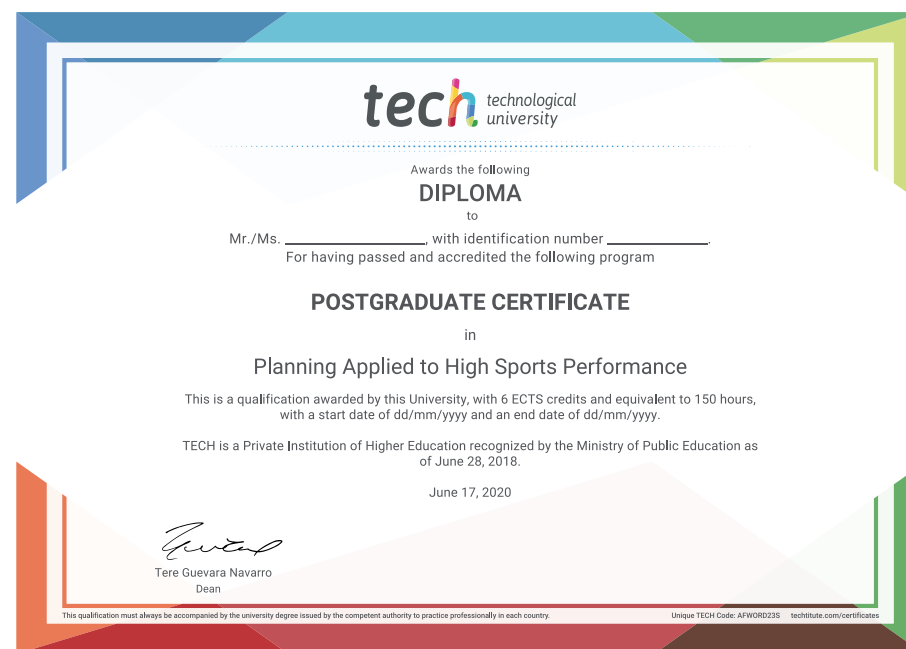 tech technological
university
Awards the following
DIPLOMA
to
Mr./Ms. ____________, with identification number ____________.
For having passed and accredited the following program
POSTGRADUATE CERTIFICATE
in
Planning Applied to High Sports Performance
This is a qualification awarded by this University, with 6 ECTS credits and equivalent to 150 hours,
with a start date of dd/mm/yyyy and an end date of dd/mm/yyyy.
TECH is a Private Institution of Higher Education recognized by the Ministry of Public Education as
of June 28, 2018.
June 17, 2020
Tere Guevara Navarro
Dean
This qualification must always be accompanied by the university degree issued by the competent authority to practice professionally in each country.
Unique TECH Code: AFWORD23S techtitute.com/certificates